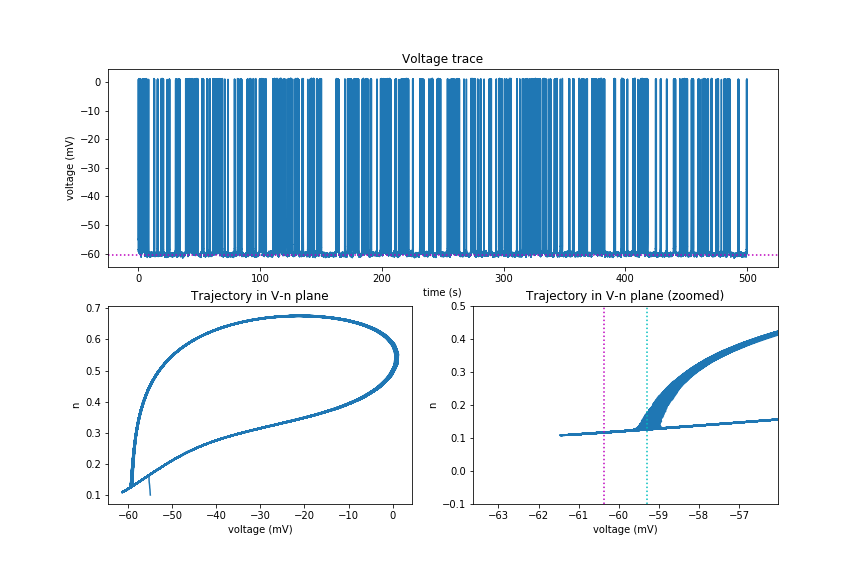 Voltage trace
voltage (mV)
0
−10
−20
−30
−40
−50
−60
0 100 200 300 400 500
time (s)
Trajectory in V-n plane
n
0.7
0.6
0.5
0.4
0.3
0.2
0.1
−60 −50 −40 −30 −20 −10 0
voltage (mV)
Trajectory in V-n plane (zoomed)
n
0.5
0.4
0.3
0.2
0.1
0.0
−0.1
−63 −62 −61 −60 −59 −58 −57
voltage (mV)